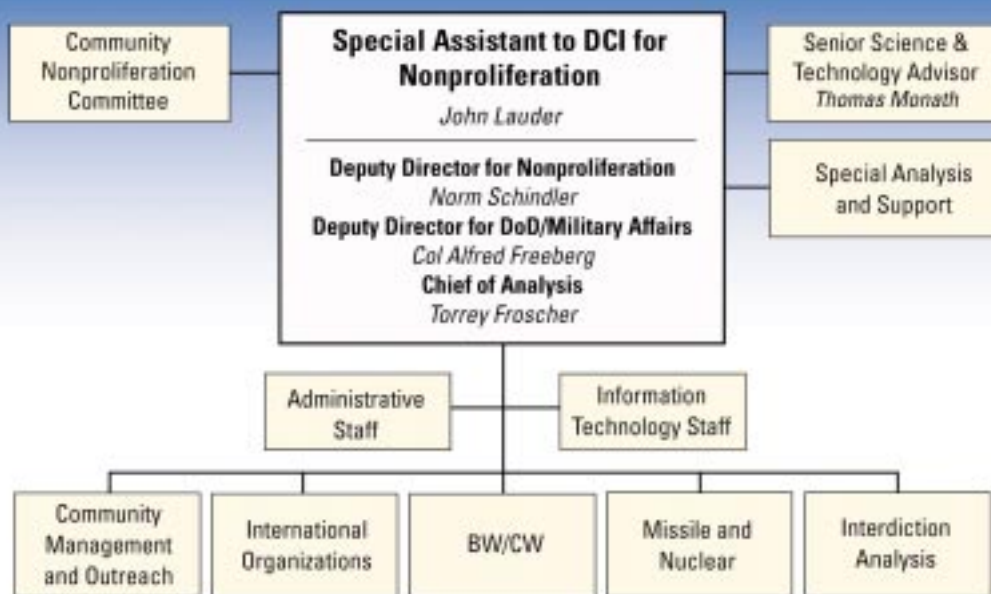 Community
Nonproliferation
Committee
Special Assistant to DCI for
Nonproliferation
John Lauder
Deputy Director for Nonproliferation
Norm Schindler
Deputy Director for DoD/Military Affairs
Col Alfred Freeberg
Chief of Analysis
Torrey Froscher
Senior Science &
Technology Advisor
Thomas Monath
Special Analysis
and Support
Administrative
Staff
Information
Technology Staff
Community
Management
and Outreach
International
Organizations
BW/CW
Missile and
Nuclear
Interdiction
Analysis